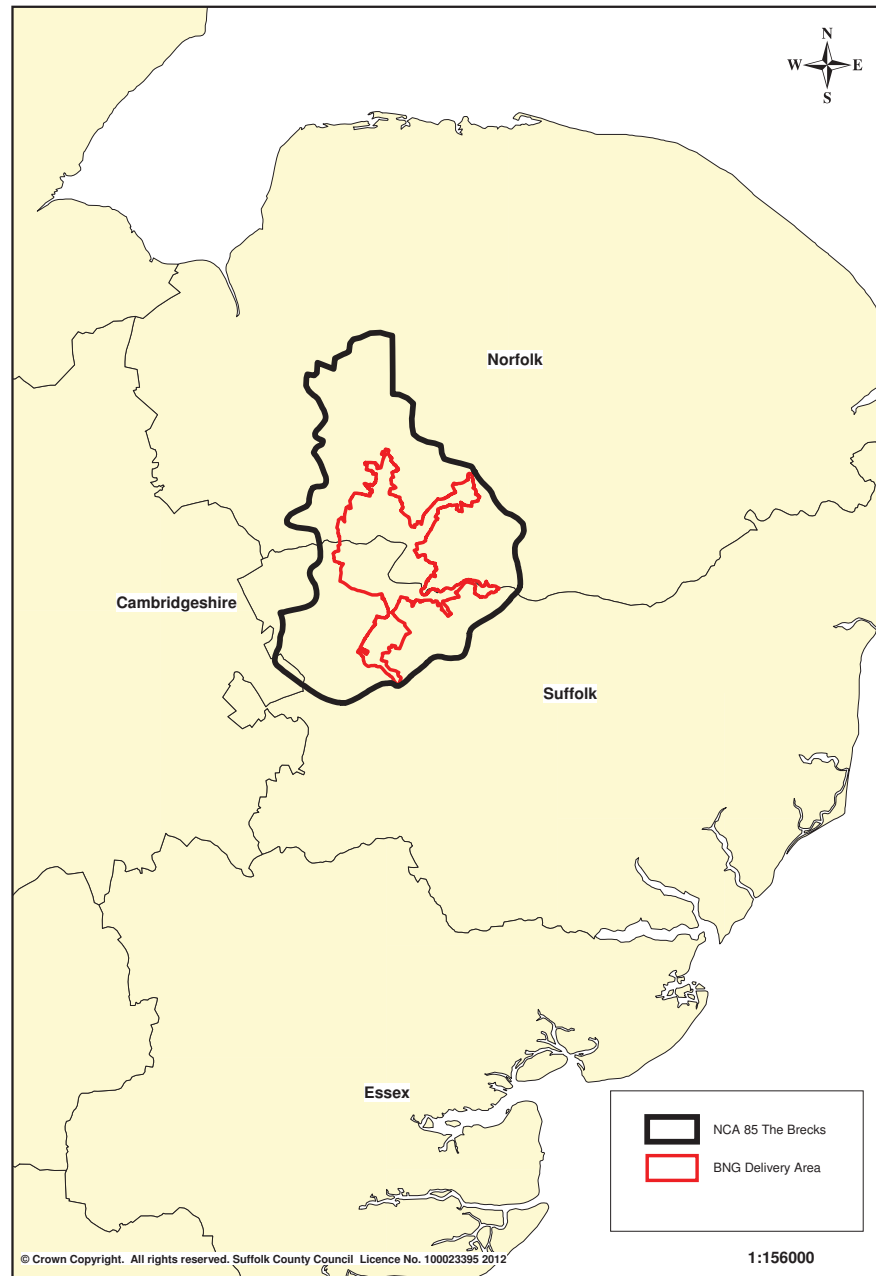 N
W E
S
Norfolk
Cambridgeshire
Suffolk
Essex
NCA 85 The Brecks
BNG Delivery Area
© Crown Copyright. All rights reserved. Suffolk County Council Licence No. 100023395 2012
1:156000